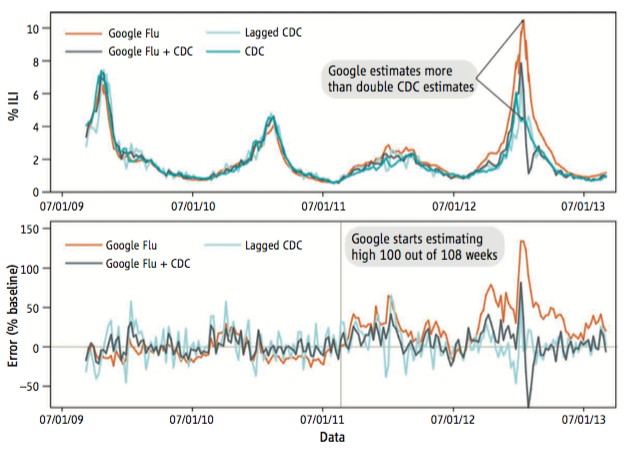 10
8
6
4
2
0
% ILI
Google Flu
Lagged CDC
Google Flu + CDC
CDC
Google estimates more
than double CDC estimates
07/01/09
07/01/10
07/01/11
07/01/12
07/01/13
150
100
50
0
–50
Error (% baseline)
Google Flu
Lagged CDC
Google Flu + CDC
Google starts estimating
high 100 out of 108 weeks
07/01/09
07/01/10
07/01/11
07/01/12
07/01/13
Data